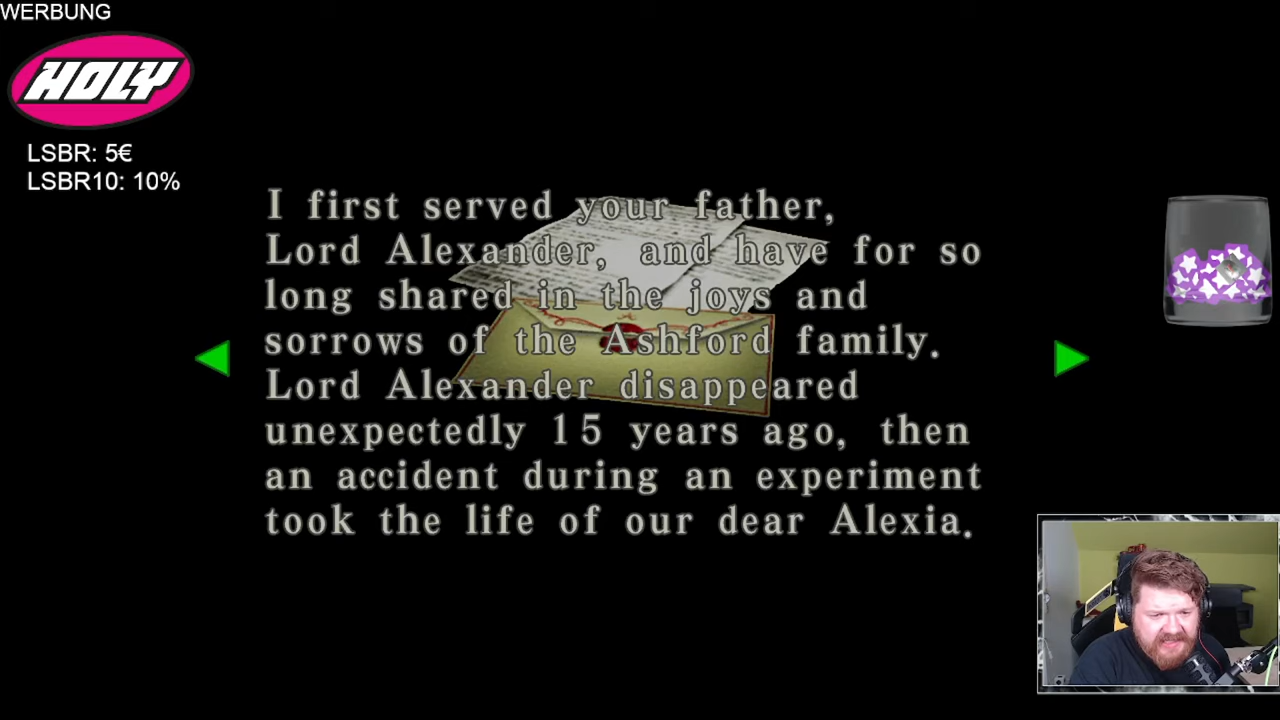 WERBUNG
HOLY
LSBR: 5€
LSBR10: 10%
I first served your father,
Lord Alexander, and have for so
long shared in the joys and
sorrows of the Ashford family.
Lord Alexander disappeared
unexpectedly 15 years ago, then
an accident during an experiment
took the life of our dear Alexia.